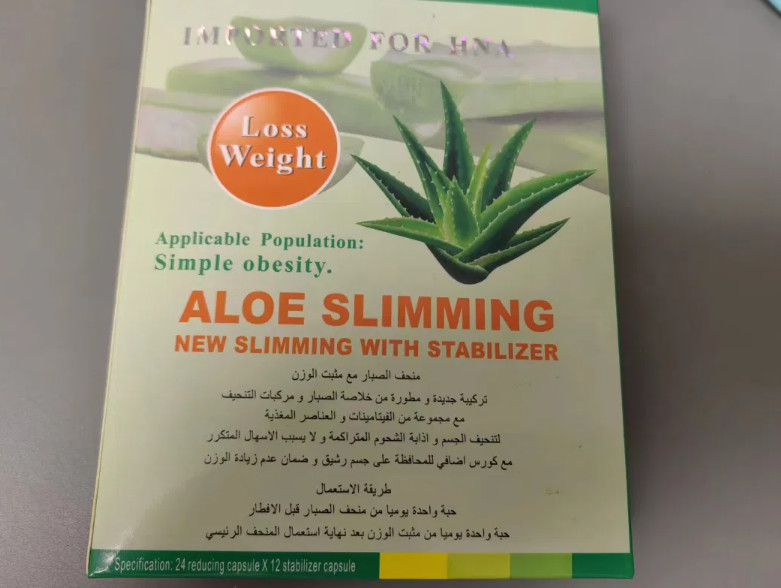 IMPORTED FOR HNA
Loss
Weight
Applicable Population:
Simple obesity.
ALOE SLIMMING
NEW SLIMMING WITH STABILIZER
منحف الصبار مع مثبت الوزن
تركيبة جديدة و مطورة من خلاصة الصبار و مركبات التنحيف
مع مجموعة من الفيتامينات و العناصر المغذية
لتنحيف الجسم و اذابة الشحوم المتراكمة و لا يسبب الاسهال المتكرر
مع كورس اضافي للمحافظة على جسم رشيق و ضمان عدم زيادة الوزن
طريقة الاستعمال
حبة واحدة يوميا من منحف الصبار قبل الافطار
حبة واحدة يوميا من مثبت الوزن بعد نهاية استعمال المنحف الرئيسي
Specification: 24 reducing capsule X 12 stabilizer capsule